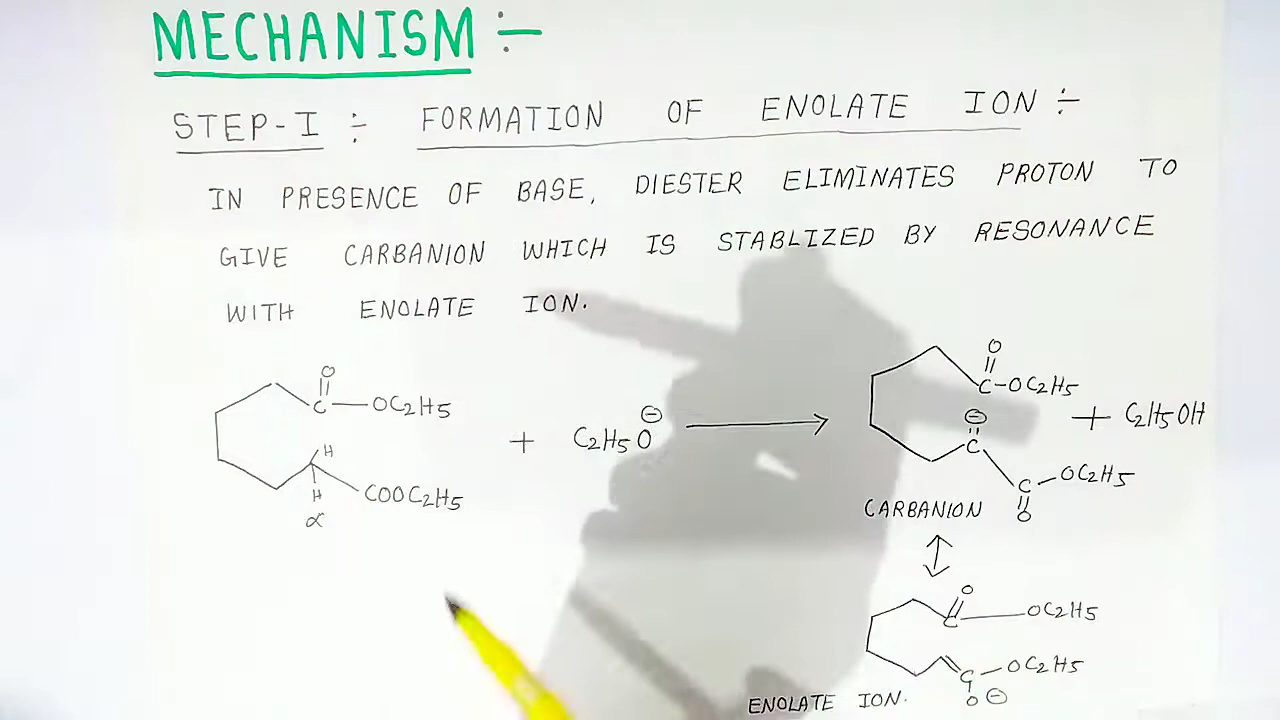 MECHANISM :-
STEP-I :- FORMATION OF ENOLATE ION :-
IN PRESENCE OF BASE, DIESTER ELIMINATES PROTON TO
GIVE CARBANION WHICH IS STABLIZED BY RESONANCE
WITH ENOLATE ION.
O
C—OC2H5
H
H
α
COOC2H5
+ C2H5O⊖ →
O
C-OC2H5
⊖
C
C-OC2H5
O
+ C2H5OH
CARBANION
O
C—OC2H5
C-OC2H5
O⊖
ENOLATE ION.